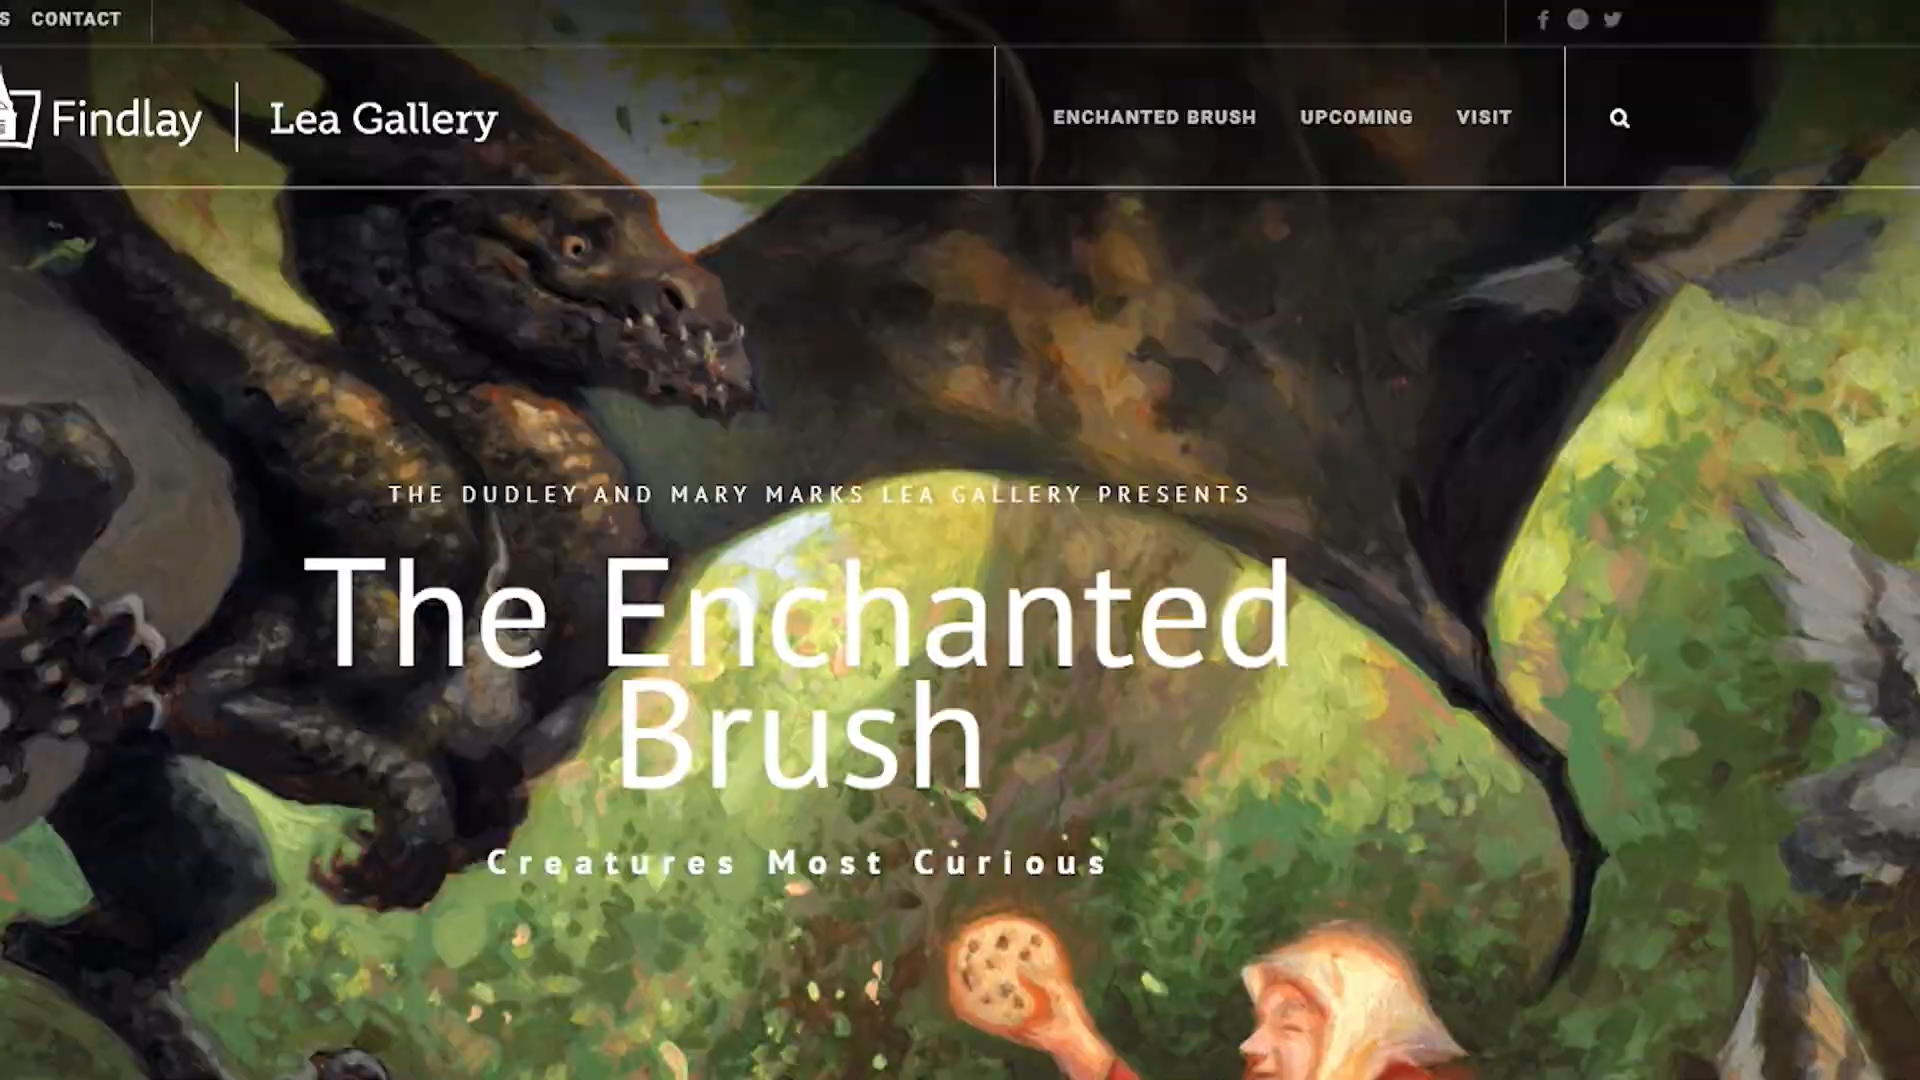 CONTACT
Findlay | Lea Gallery
ENCHANTED BRUSH UPCOMING VISIT
THE DUDLEY AND MARY MARKS LEA GALLERY PRESENTS
The Enchanted
Brush
Creatures Most Curious